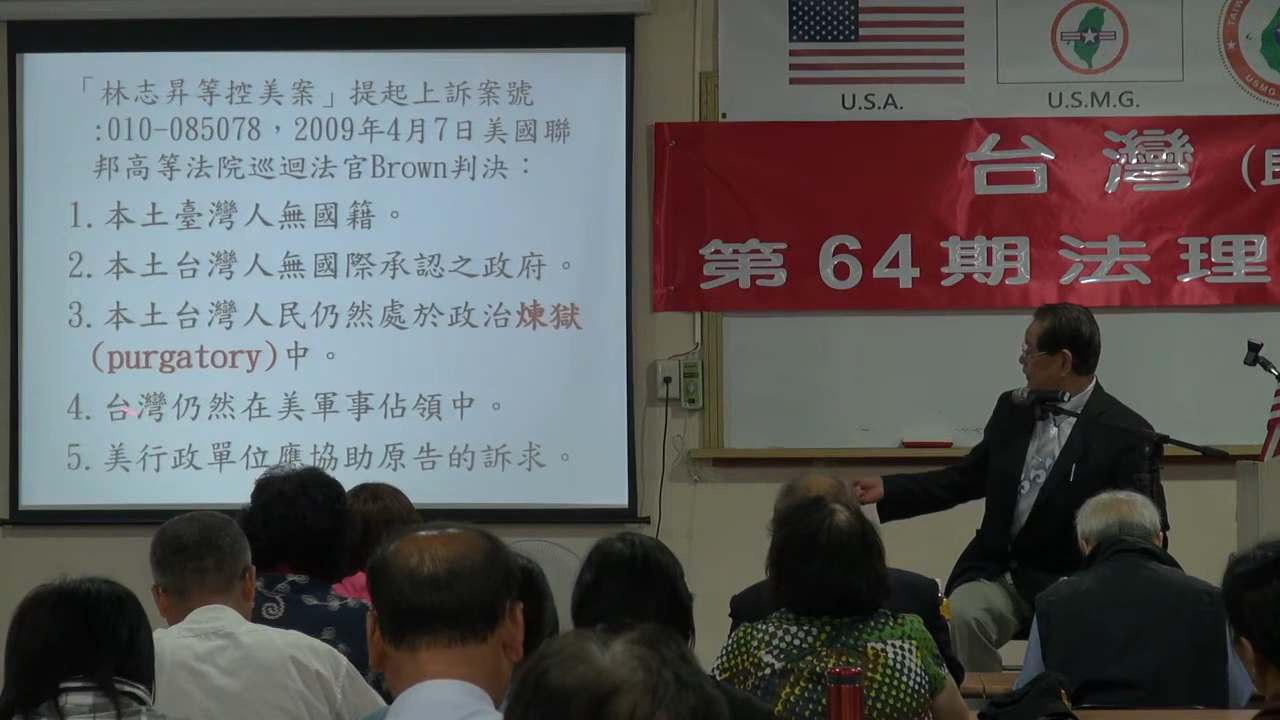 「林志昇等控美案」提起上訴案號
:010-085078，2009年4月7日美國聯
邦高等法院巡迴法官Brown判決：
1.本土臺灣人無國籍。
2.本土台灣人無國際承認之政府。
3.本土台灣人民仍然處於政治煉獄
(purgatory)中。
4.台灣仍然在美軍事佔領中。
5.美行政單位應協助原告的訴求。
U.S.A.
U.S.M.G.
TAIW
USMG
台灣(
第64期法理